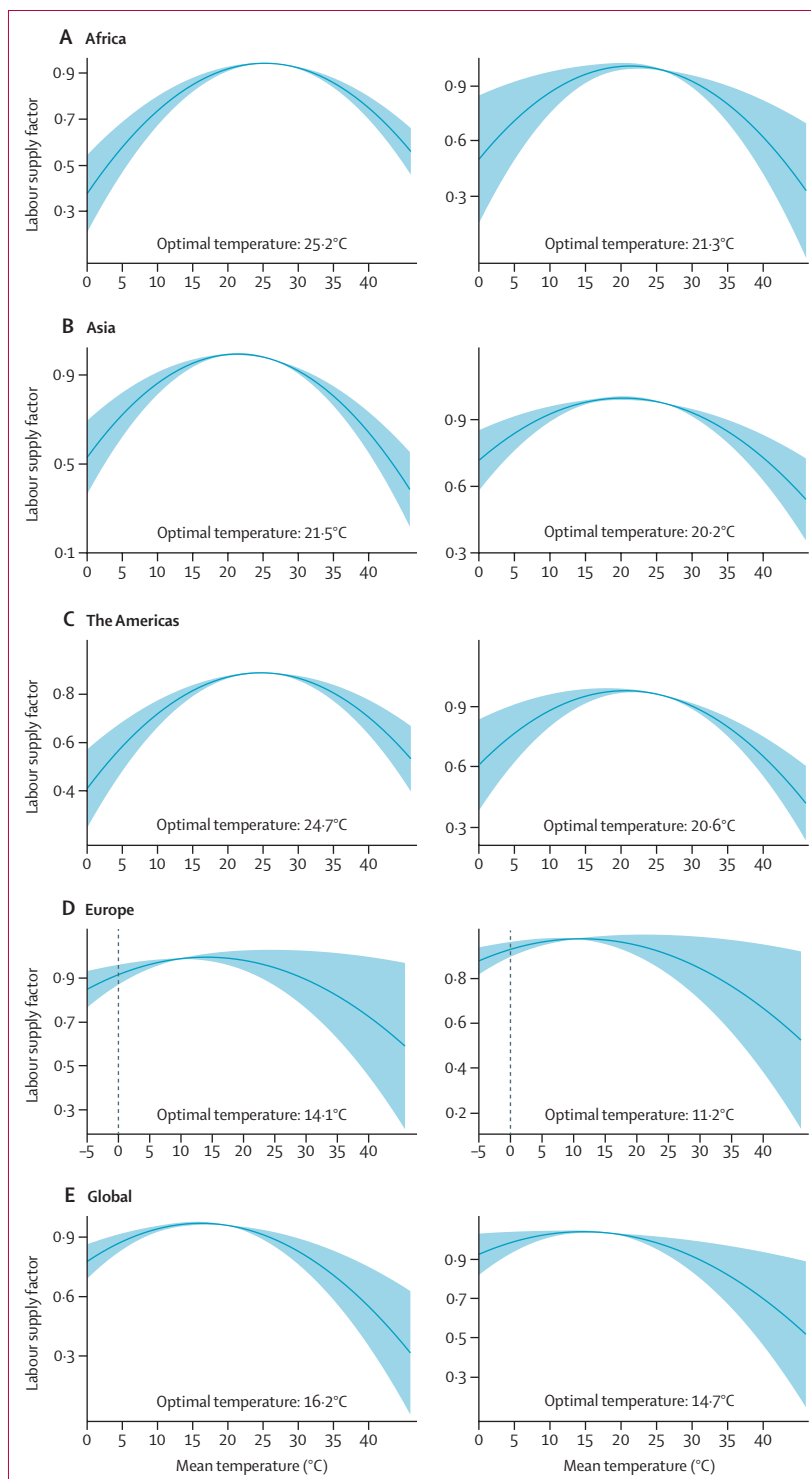 A Africa
Labour supply factor
0·9
0·7
0·5
0·3
Optimal temperature: 25·2°C
0 5 10 15 20 25 30 35 40
0·9
0·6
0·3
21·3°C
0 5 10 15 20 25 30 35 40
B Asia
Labour supply factor
0·9
0·5
0·1
Optimal temperature: 21·5°C
0 5 10 15 20 25 30 35 40
0·9
0·6
0·3
Optimal temperature: 20·2°C
0 5 10 15 20 25 30 35 40
C The Americas
Labour supply factor
0·8
0·6
0·4
Optimal temperature: 24·7°C
0 5 10 15 20 25 30 35 40
0·9
0·6
0·3
Optimal temperature: 20·6°C
0 5 10 15 20 25 30 35 40
D Europe
Labour supply factor
0·9
0·7
0·5
0·3
Optimal temperature: 14·1°C
–5 0 5 10 15 20 25 30 35 40
0·8
0·6
0·4
0·2
Optimal temperature: 11·2°C
–5 0 5 10 15 20 25 30 35 40
E Global
Labour supply factor
0·9
0·6
0·3
Optimal temperature: 16·2°C
0 5 10 15 20 25 30 35 40
Mean temperature (°C)
0·9
0·7
0·5
0·3
Optimal temperature: 14·7°C
0 5 10 15 20 25 30 35 40
Mean temperature (°C)